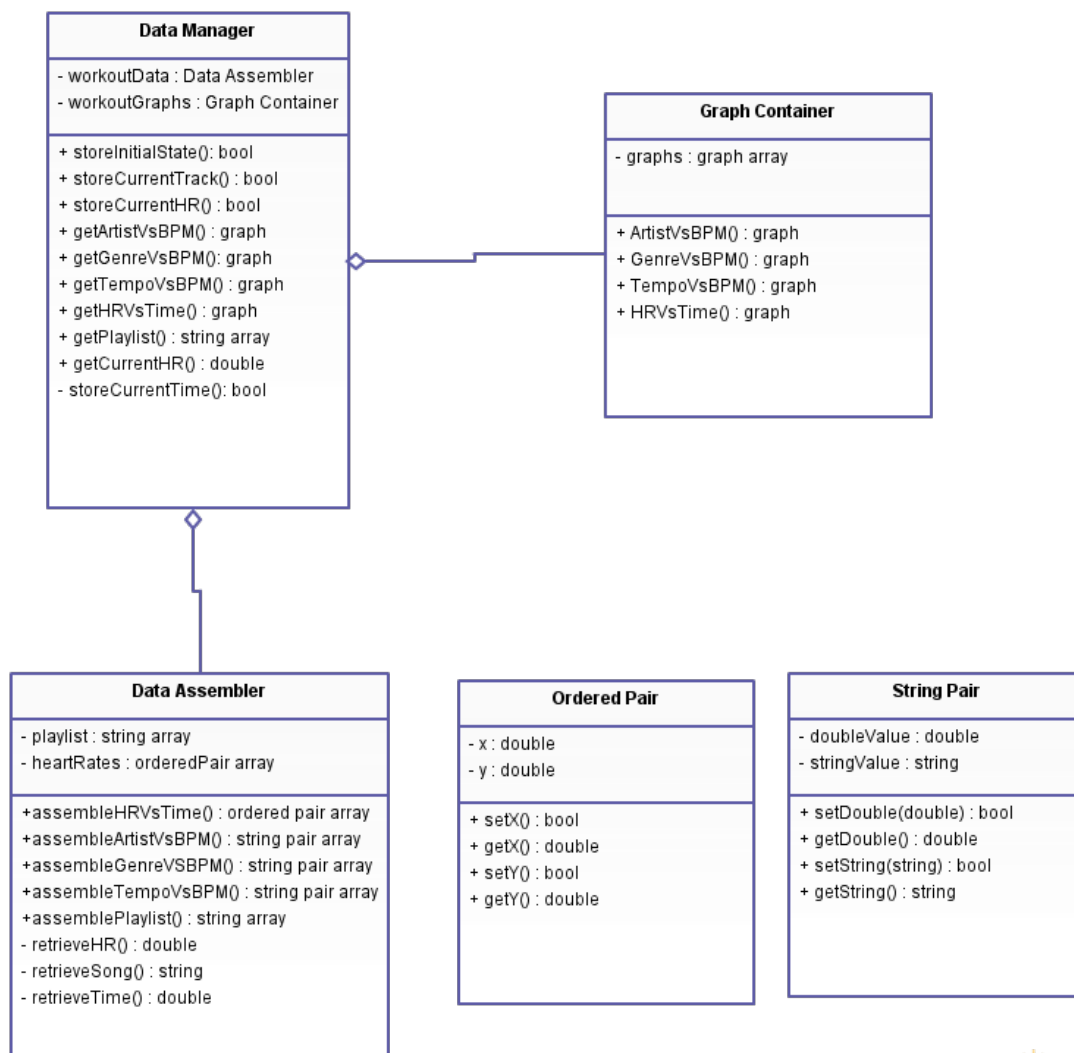 Data Manager
- workoutData : Data Assembler
- workoutGraphs : Graph Container
+ storeInitialState(): bool
+ storeCurrentTrack() : bool
+ storeCurrentHR() : bool
+ getArtistVsBPM() : graph
+ getGenreVsBPM(): graph
+ getTempoVsBPM() : graph
+ getHRVsTime() : graph
+ getPlaylist() : string array
+ getCurrentHR() : double
- storeCurrentTime(): bool
Graph Container
- graphs : graph array
+ ArtistVsBPM() : graph
+ GenreVsBPM() : graph
+ TempoVsBPM() : graph
+ HRVsTime() : graph
Data Assembler
- playlist : string array
- heartRates : orderedPair array
+assembleHRVsTime() : ordered pair array
+assembleArtistVsBPM() : string pair array
+assembleGenreVSBPM() : string pair array
+assembleTempoVsBPM() : string pair array
+assemblePlaylist() : string array
- retrieveHR() : double
- retrieveSong() : string
- retrieveTime() : double
Ordered Pair
- x : double
- y : double
+ setX() : bool
+ getX() : double
+ setY() : bool
+ getY() : double
String Pair
- doubleValue : double
- stringValue : string
+ setDouble(double) : bool
+ getDouble() : double
+ setString(string) : bool
+ getString() : string